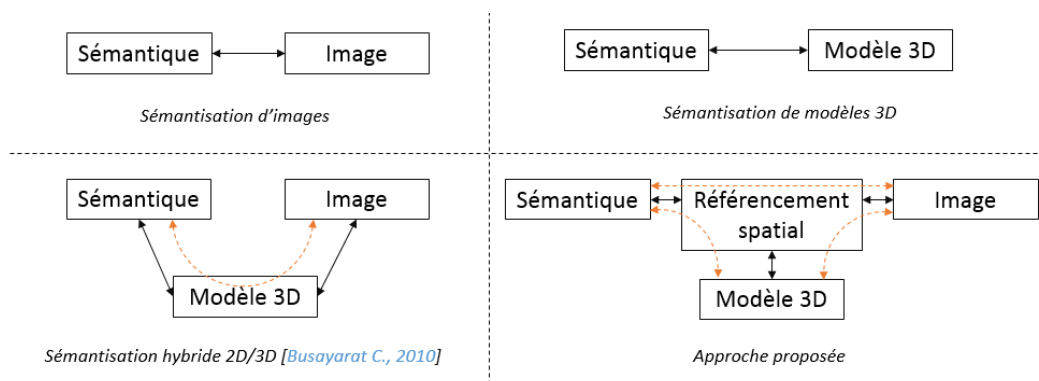 Sémantique
Image
Sémantisation d'images
Sémantique
Modèle 3D
Sémantisation de modèles 3D
Sémantique
Image
Modèle 3D
Sémantisation hybride 2D/3D [Busayarat C., 2010]
Sémantique
Référencement
spatial
Image
Modèle 3D
Approche proposée